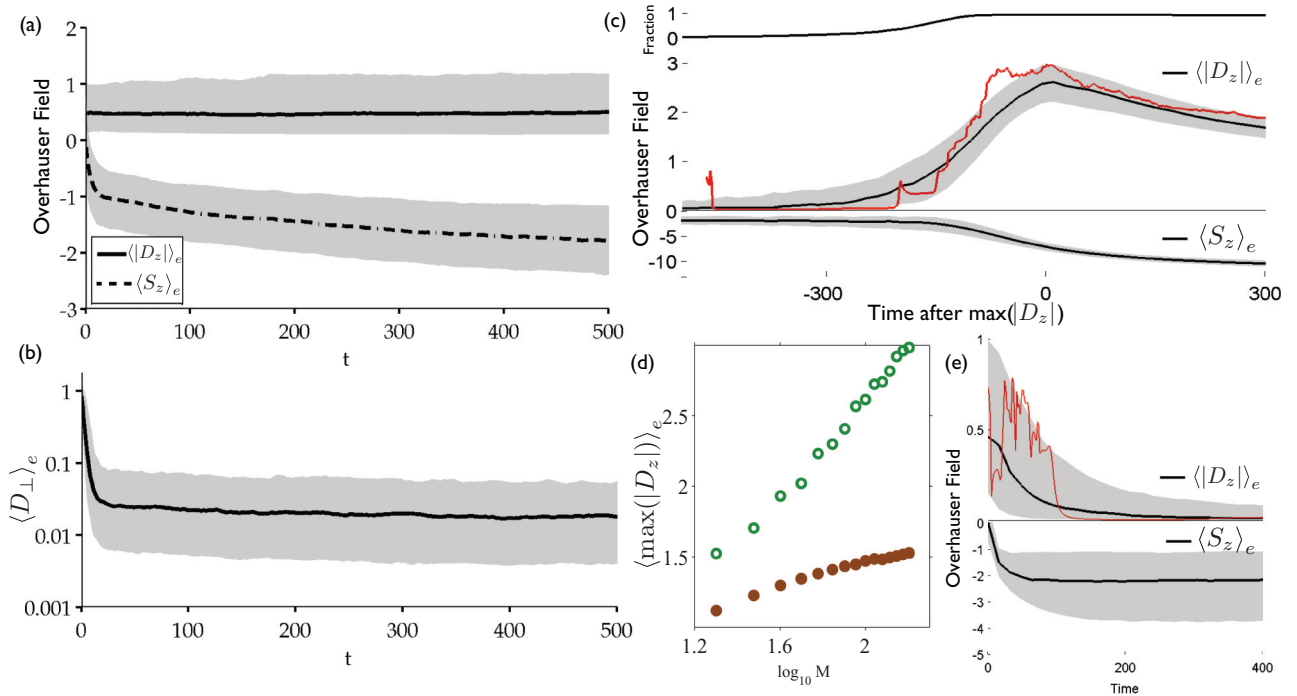 (a)
Overhauser Field
2
1
0
-1
-2
-3
⟨|D_z|⟩_e
⟨S_z⟩_e
0 100 200 300 400 500
t
(b)
⟨D_⊥⟩_e
1
0.1
0.01
0.001
0 100 200 300 400 500
t
(c)
Fraction
1
0
Overhauser Field
3
2
1
0
⟨|D_z|⟩_e
Overhauser Field
-5
-10
⟨S_z⟩_e
-300 0 300
Time after max(|D_z|)
(d)
⟨max(|D_z|)⟩_e
2.5
2
1.5
1.2 1.6 2
log₁₀ M
(e)
Overhauser Field
1
0.5
⟨|D_z|⟩_e
0
-1
-2
-3
-4
-5
⟨S_z⟩_e
0 200 400
Time